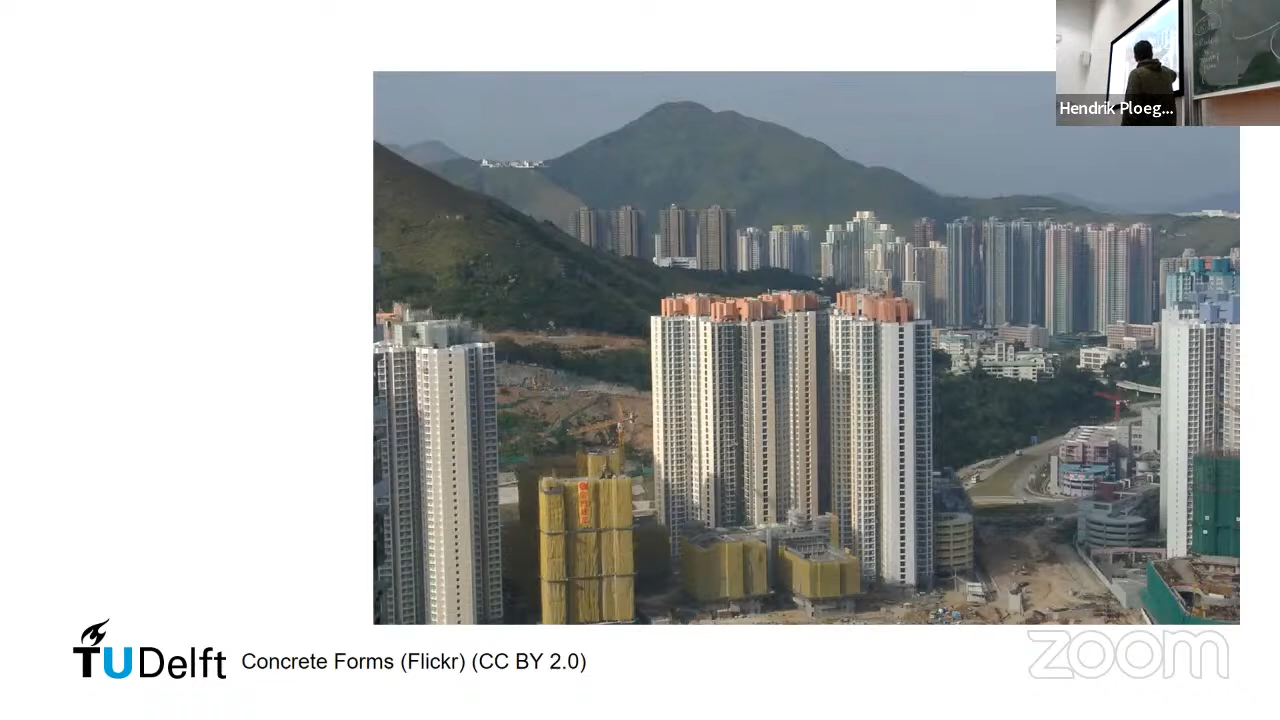 Hendrik Ploeg...
TUDelft
Concrete Forms (Flickr) (CC BY 2.0)
zoom